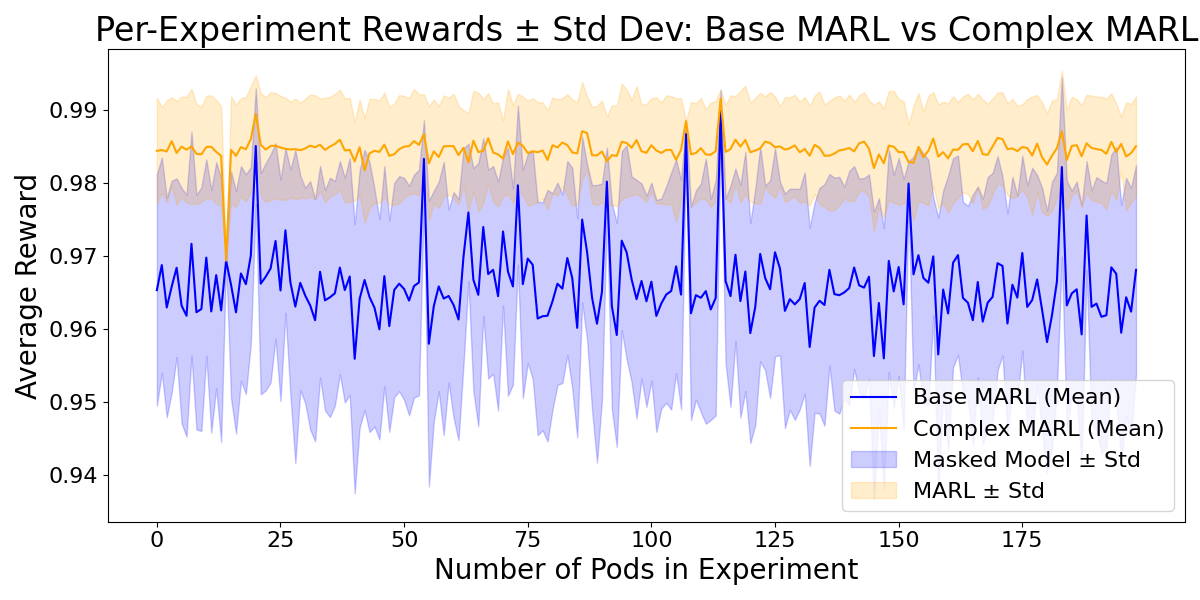 Per-Experiment Rewards ± Std Dev: Base MARL vs Complex MARL
Average Reward
0.99
0.98
0.97
0.96
0.95
0.94
Base MARL (Mean)
Complex MARL (Mean)
Masked Model ± Std
MARL ± Std
0 25 50 75 100 125 150 175
Number of Pods in Experiment